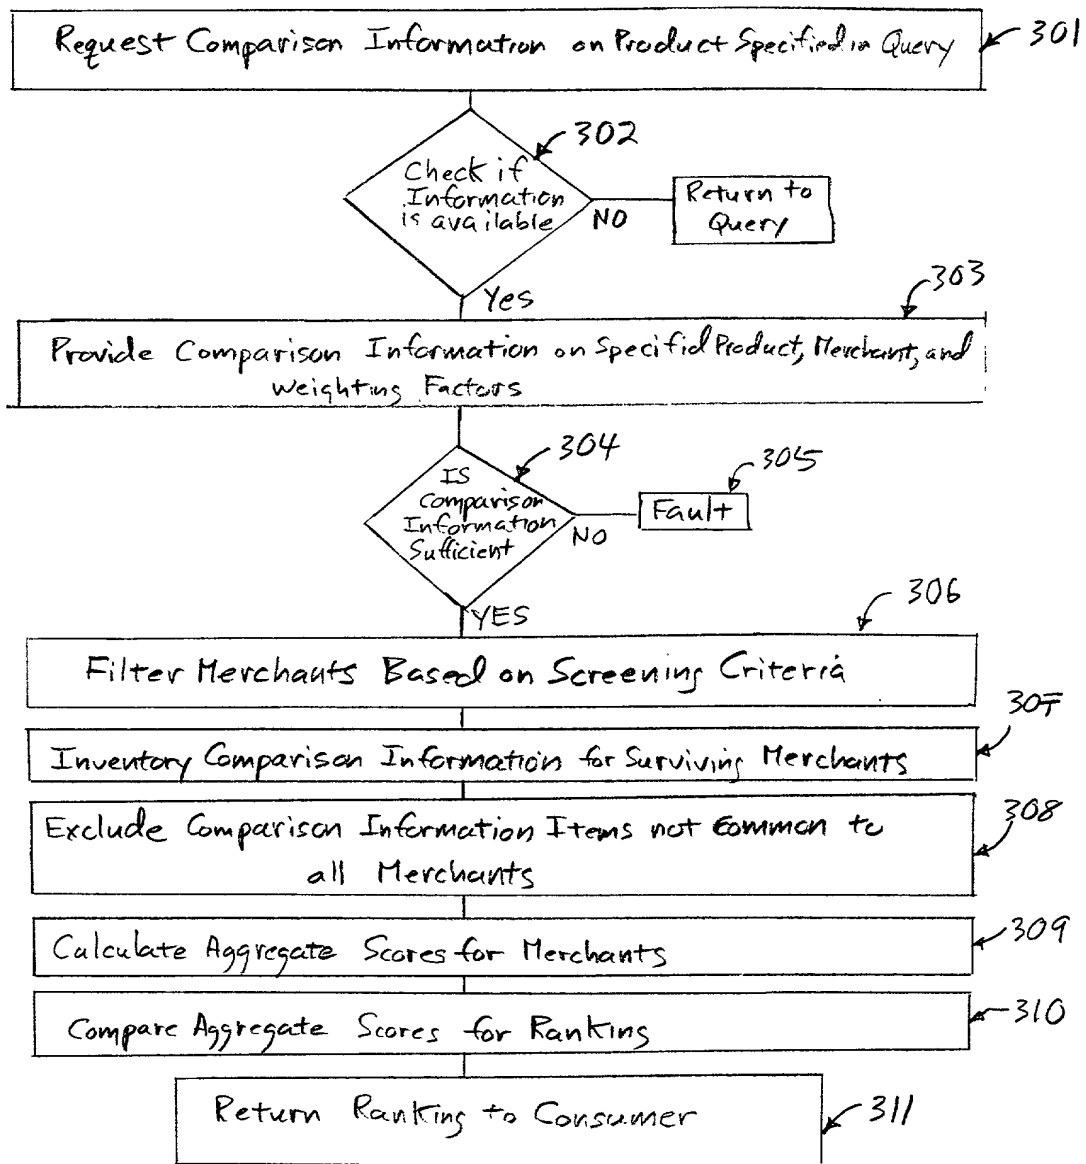 Request Comparison Information on Product Specified in Query
301
302
Check if
Information
is available
NO
Return to
Query
Yes
303
Provide Comparison Information on Specifid Product, Merchant, and
Weighting Factors
304
305
Is
Comparison
Information
Sufficient
NO
Fault
YES
306
Filter Merchants Based on Screening Criteria
307
Inventory Comparison Information for Surviving Merchants
308
Exclude Comparison Information Items not Common to
all Merchants
309
Calculate Aggregate Scores for Merchants
310
Compare Aggregate Scores for Ranking
311
Return Ranking to Consumer